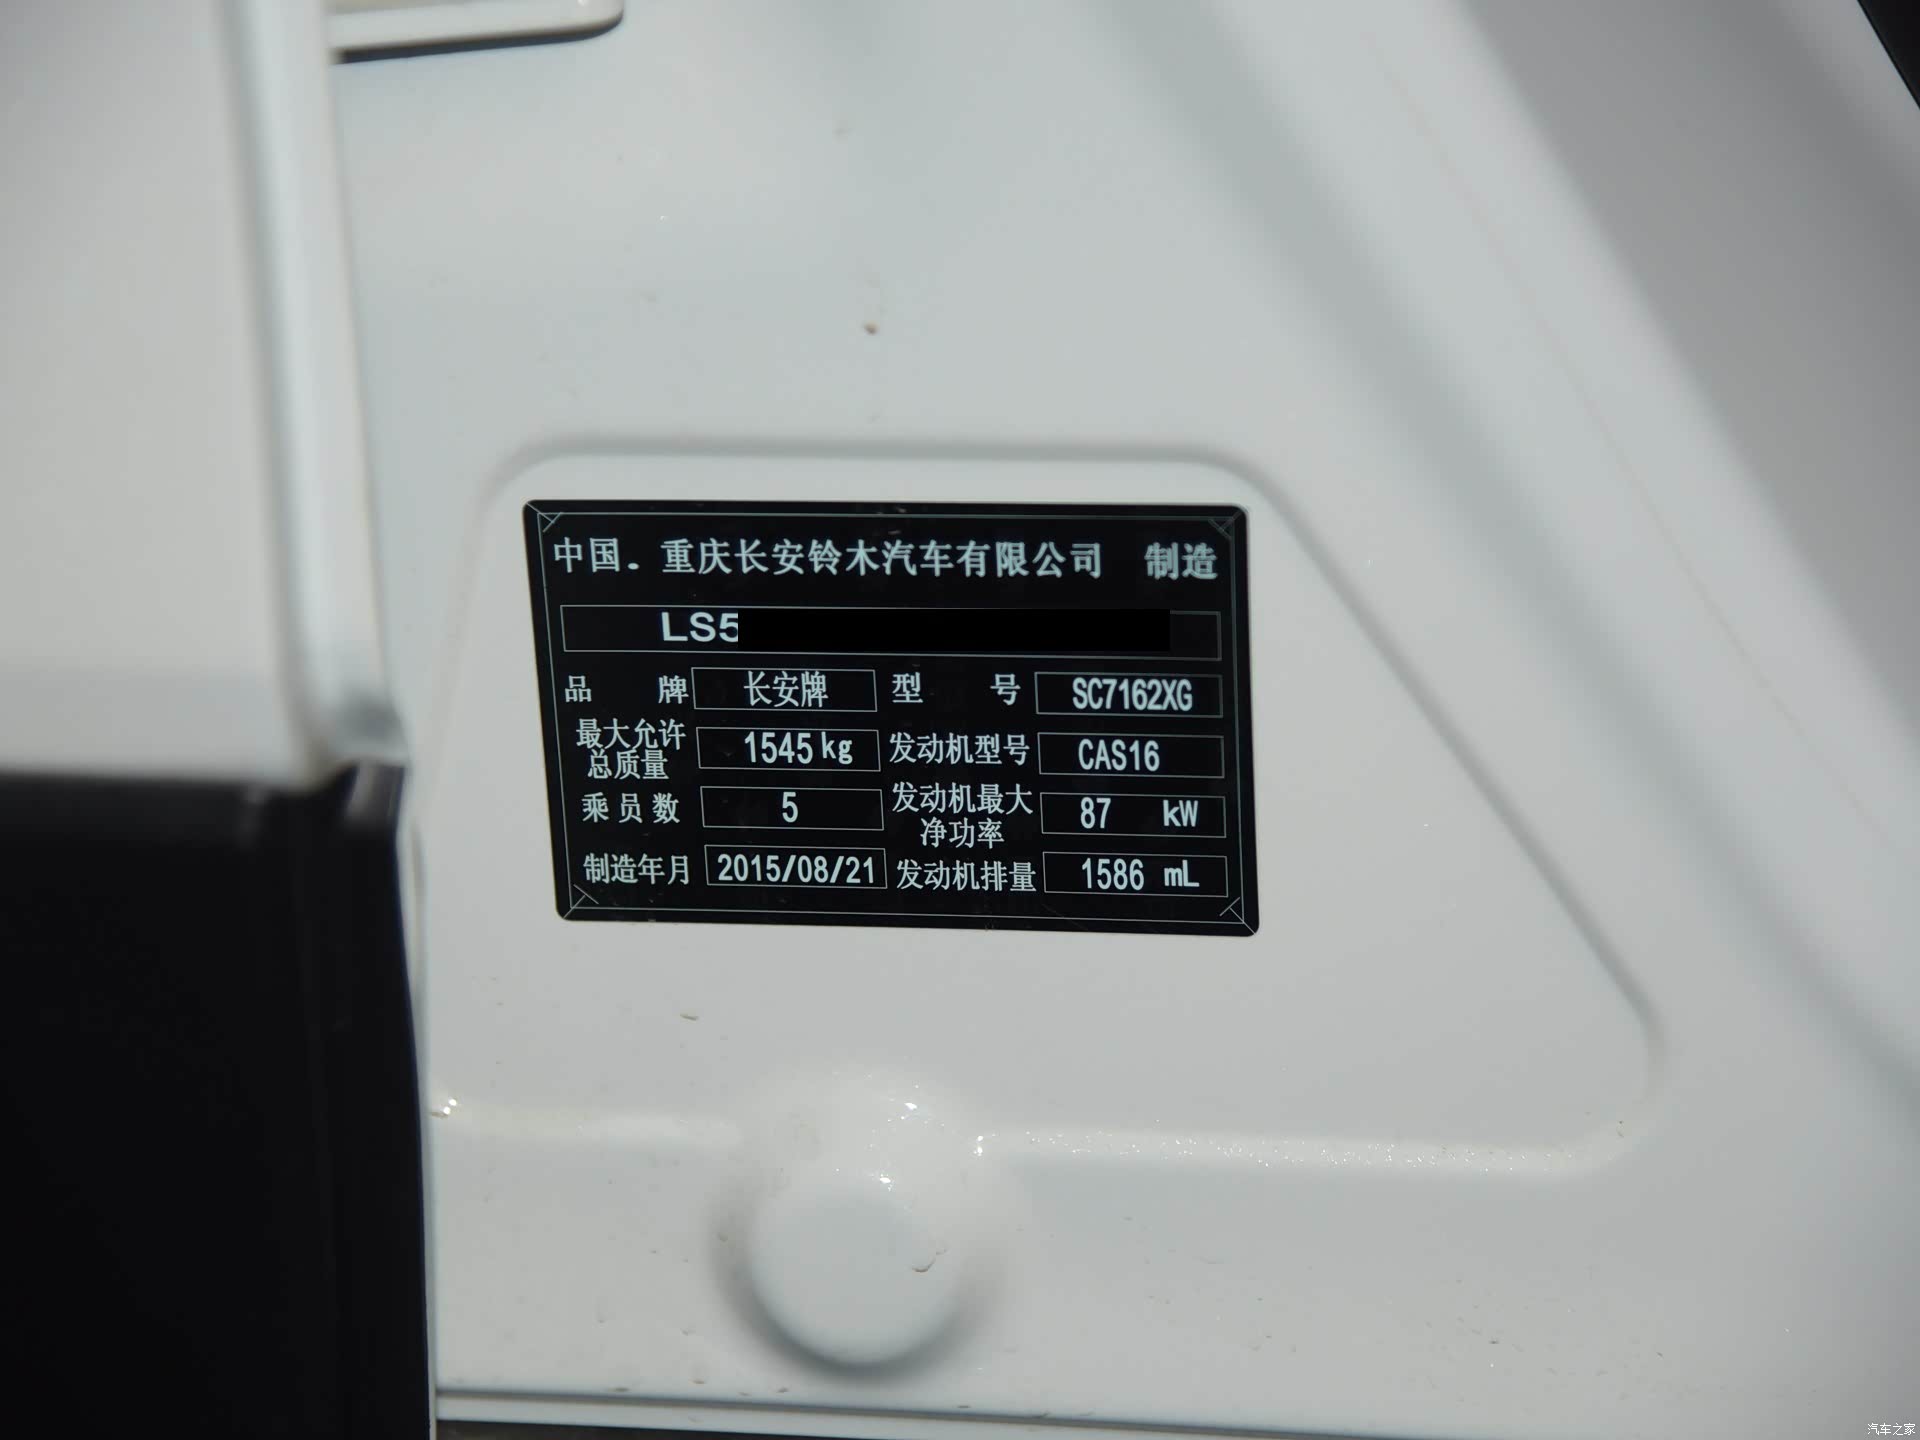 中国．重庆长安铃木汽车有限公司 制造
LS5
品 牌 长安牌 型 号 SC7162XG
最大允许总质量 1545 kg 发动机型号 CAS16
乘员数 5 发动机最大净功率 87 kW
制造年月 2015/08/21 发动机排量 1586 mL
汽车之家